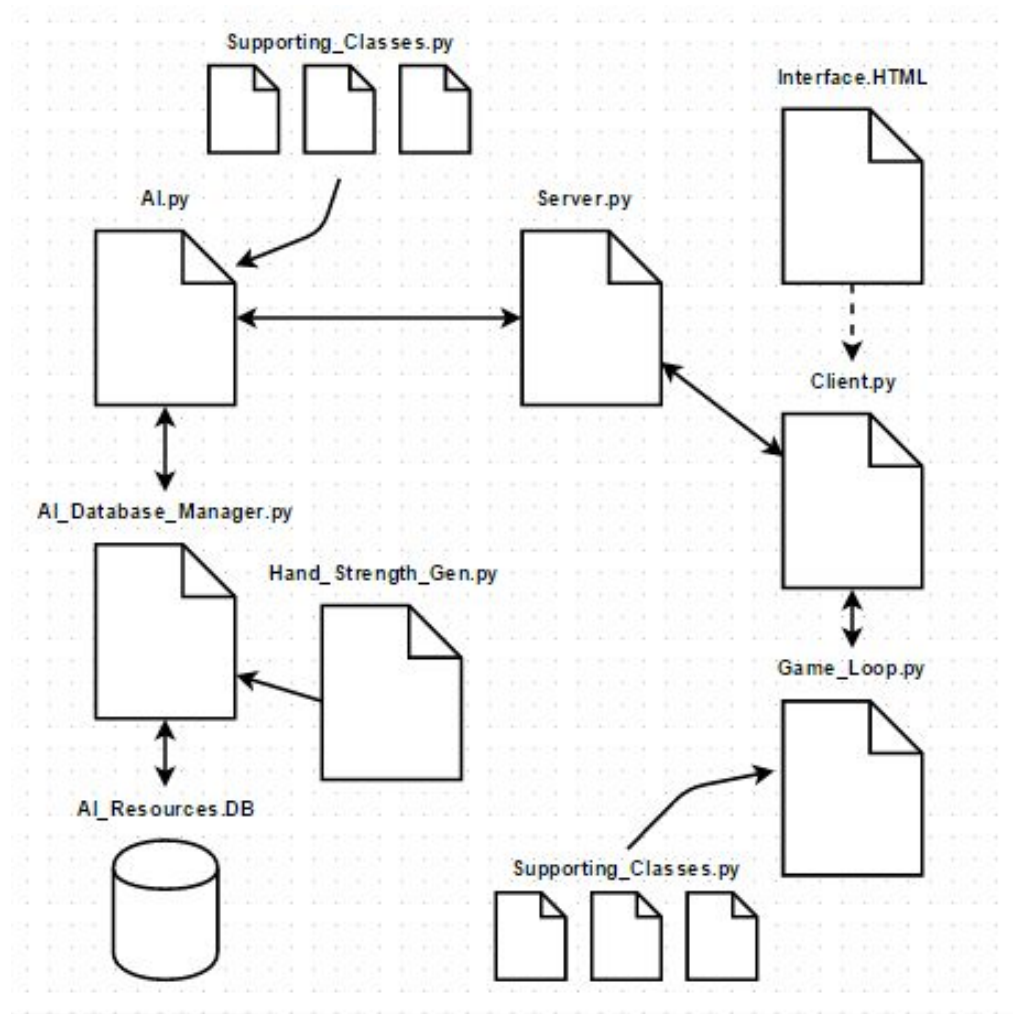 Supporting_Classes.py
Interface.HTML
AI.py
Server.py
Client.py
AI_Database_Manager.py
Hand_Strength_Gen.py
Game_Loop.py
AI_Resources.DB
Supporting_Classes.py